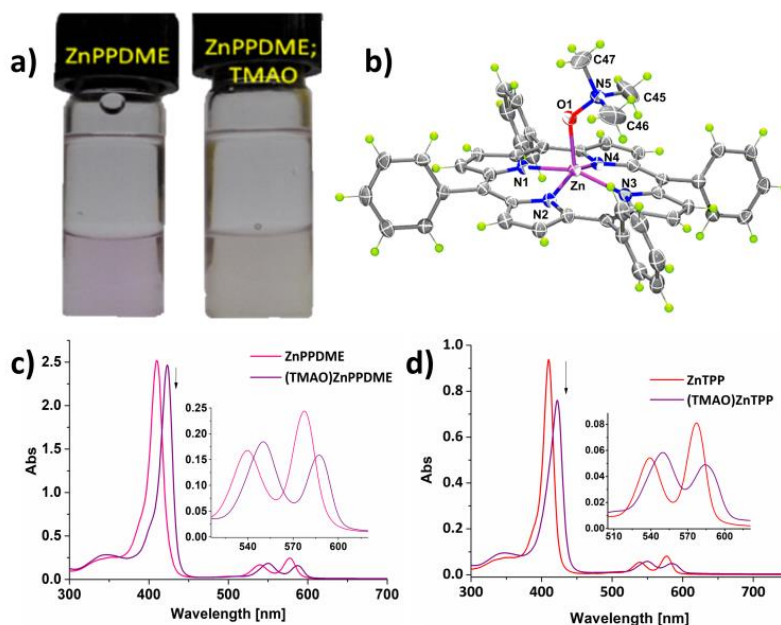 a)
ZnPPDME
ZnPPDME;
TMAO
b)
C47
N5
C45
O1
C46
N4
N1
Zn
N3
N2
c)
ZnPPDME
(TMAO)ZnPPDME
Abs
2.5
2.0
1.5
1.0
0.5
0.0
0.25
0.20
0.15
0.10
0.05
0.00
540 570 600
300 400 500 600 700
Wavelength [nm]
d)
ZnTPP
(TMAO)ZnTPP
Abs
1.0
0.8
0.6
0.4
0.2
0.0
0.08
0.06
0.04
0.02
0.00
510 540 570 600
300 400 500 600 700
Wavelength [nm]